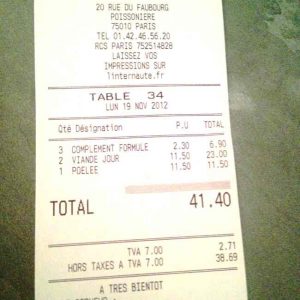 20 RUE DU FAUBOURG
POISSONIERE
75010 PARIS
TEL 01.42.46.56.20
RCS PARIS 752514828
LAISSEZ VOS
IMPRESSIONS SUR
linternaute.fr
TABLE 34
LUN 19 NOV 2012
Qté Désignation P.U TOTAL
3 COMPLEMENT FORMULE 2.30 6.90
2 VIANDE JOUR 11.50 23.00
1 POELEE 11.50 11.50
TOTAL 41.40
TVA 7.00 2.71
HORS TAXES A TVA 7.00 38.69
A TRES BIENTOT